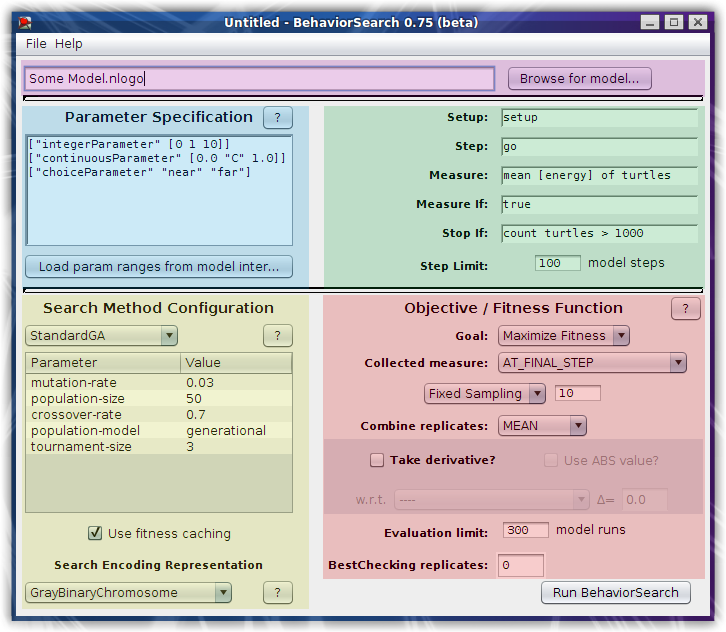 Untitled - BehaviorSearch 0.75 (beta)
File Help
Some Model.nlogo
Browse for model...
Parameter Specification ?
["integerParameter" [0 1 10]]
["continuousParameter" [0.0 "C" 1.0]]
["choiceParameter" "near" "far"]
Load param ranges from model inter...
Setup: setup
Step: go
Measure: mean [energy] of turtles
Measure If: true
Stop If: count turtles > 1000
Step Limit: 100 model steps
Search Method Configuration
StandardGA ?
Parameter Value
mutation-rate 0.03
population-size 50
crossover-rate 0.7
population-model generational
tournament-size 3
Use fitness caching
Search Encoding Representation
GrayBinaryChromosome ?
Objective / Fitness Function ?
Goal: Maximize Fitness
Collected measure: AT_FINAL_STEP
Fixed Sampling 10
Combine replicates: MEAN
Take derivative? Use ABS value?
w.r.t. ---- Δ= 0.0
Evaluation limit: 300 model runs
BestChecking replicates: 0
Run BehaviorSearch